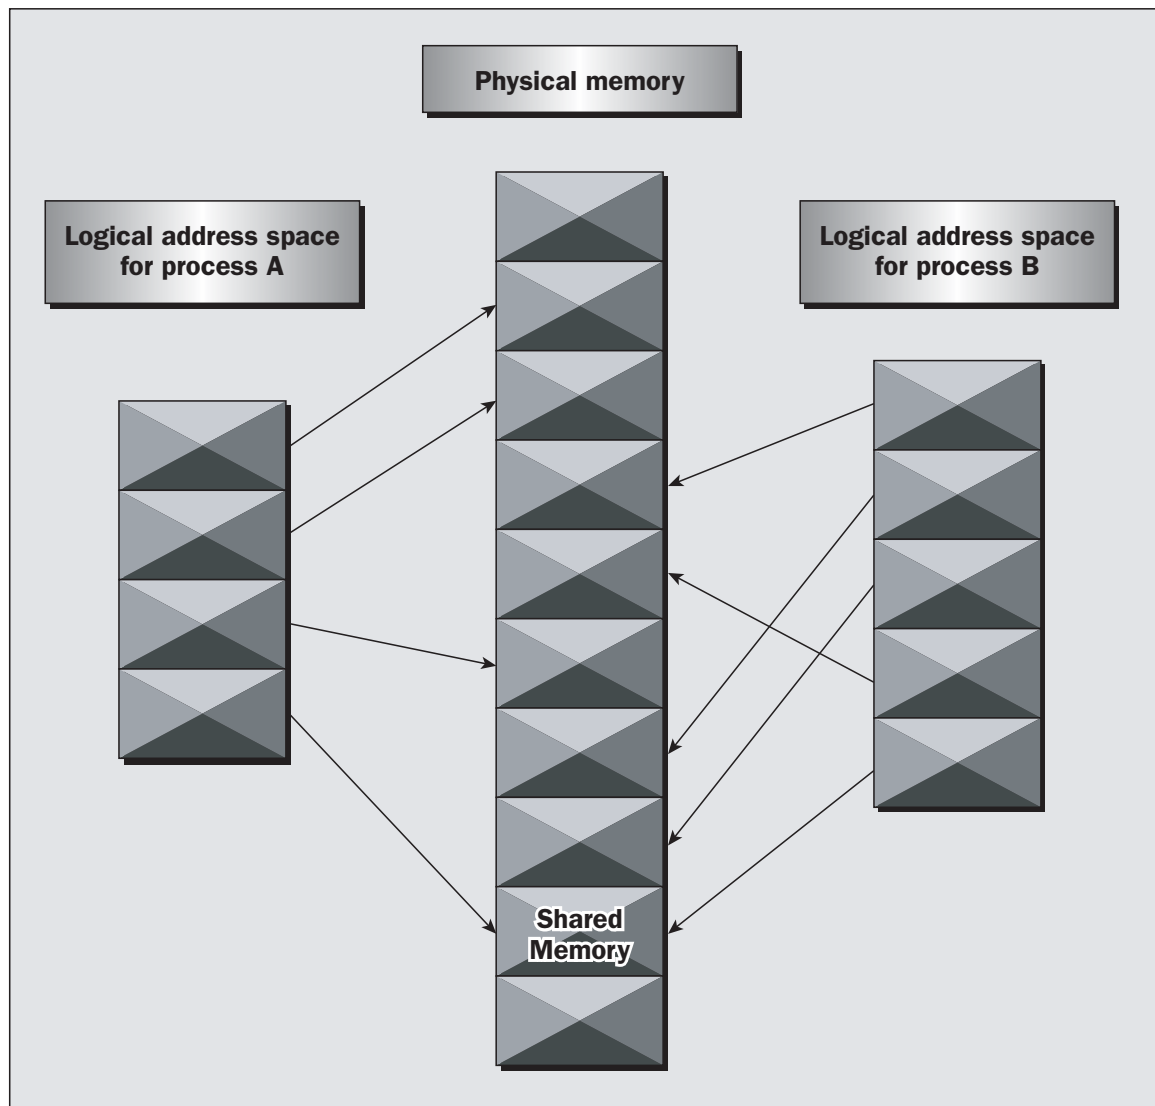 Physical memory
Logical address space
for process A
Logical address space
for process B
Shared
Memory